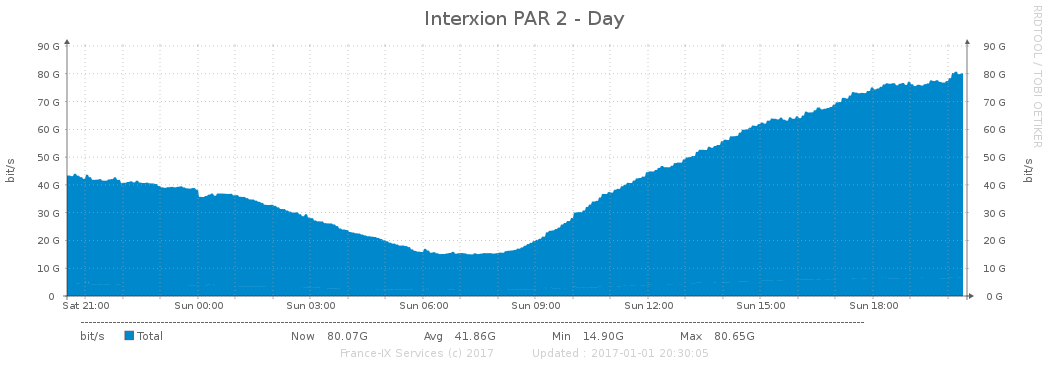 Interxion PAR 2 - Day
RRDTOOL / TOBI OETIKER
90 G 90 G
80 G 80 G
70 G 70 G
60 G 60 G
50 G 50 G
40 G 40 G
30 G 30 G
20 G 20 G
10 G 10 G
0 0 G
bit/s bit/s
Sat 21:00 Sun 00:00 Sun 03:00 Sun 06:00 Sun 09:00 Sun 12:00 Sun 15:00 Sun 18:00
bit/s Total Now 80.07G Avg 41.86G Min 14.90G Max 80.65G
France-IX Services (c) 2017 Updated : 2017-01-01 20:30:05